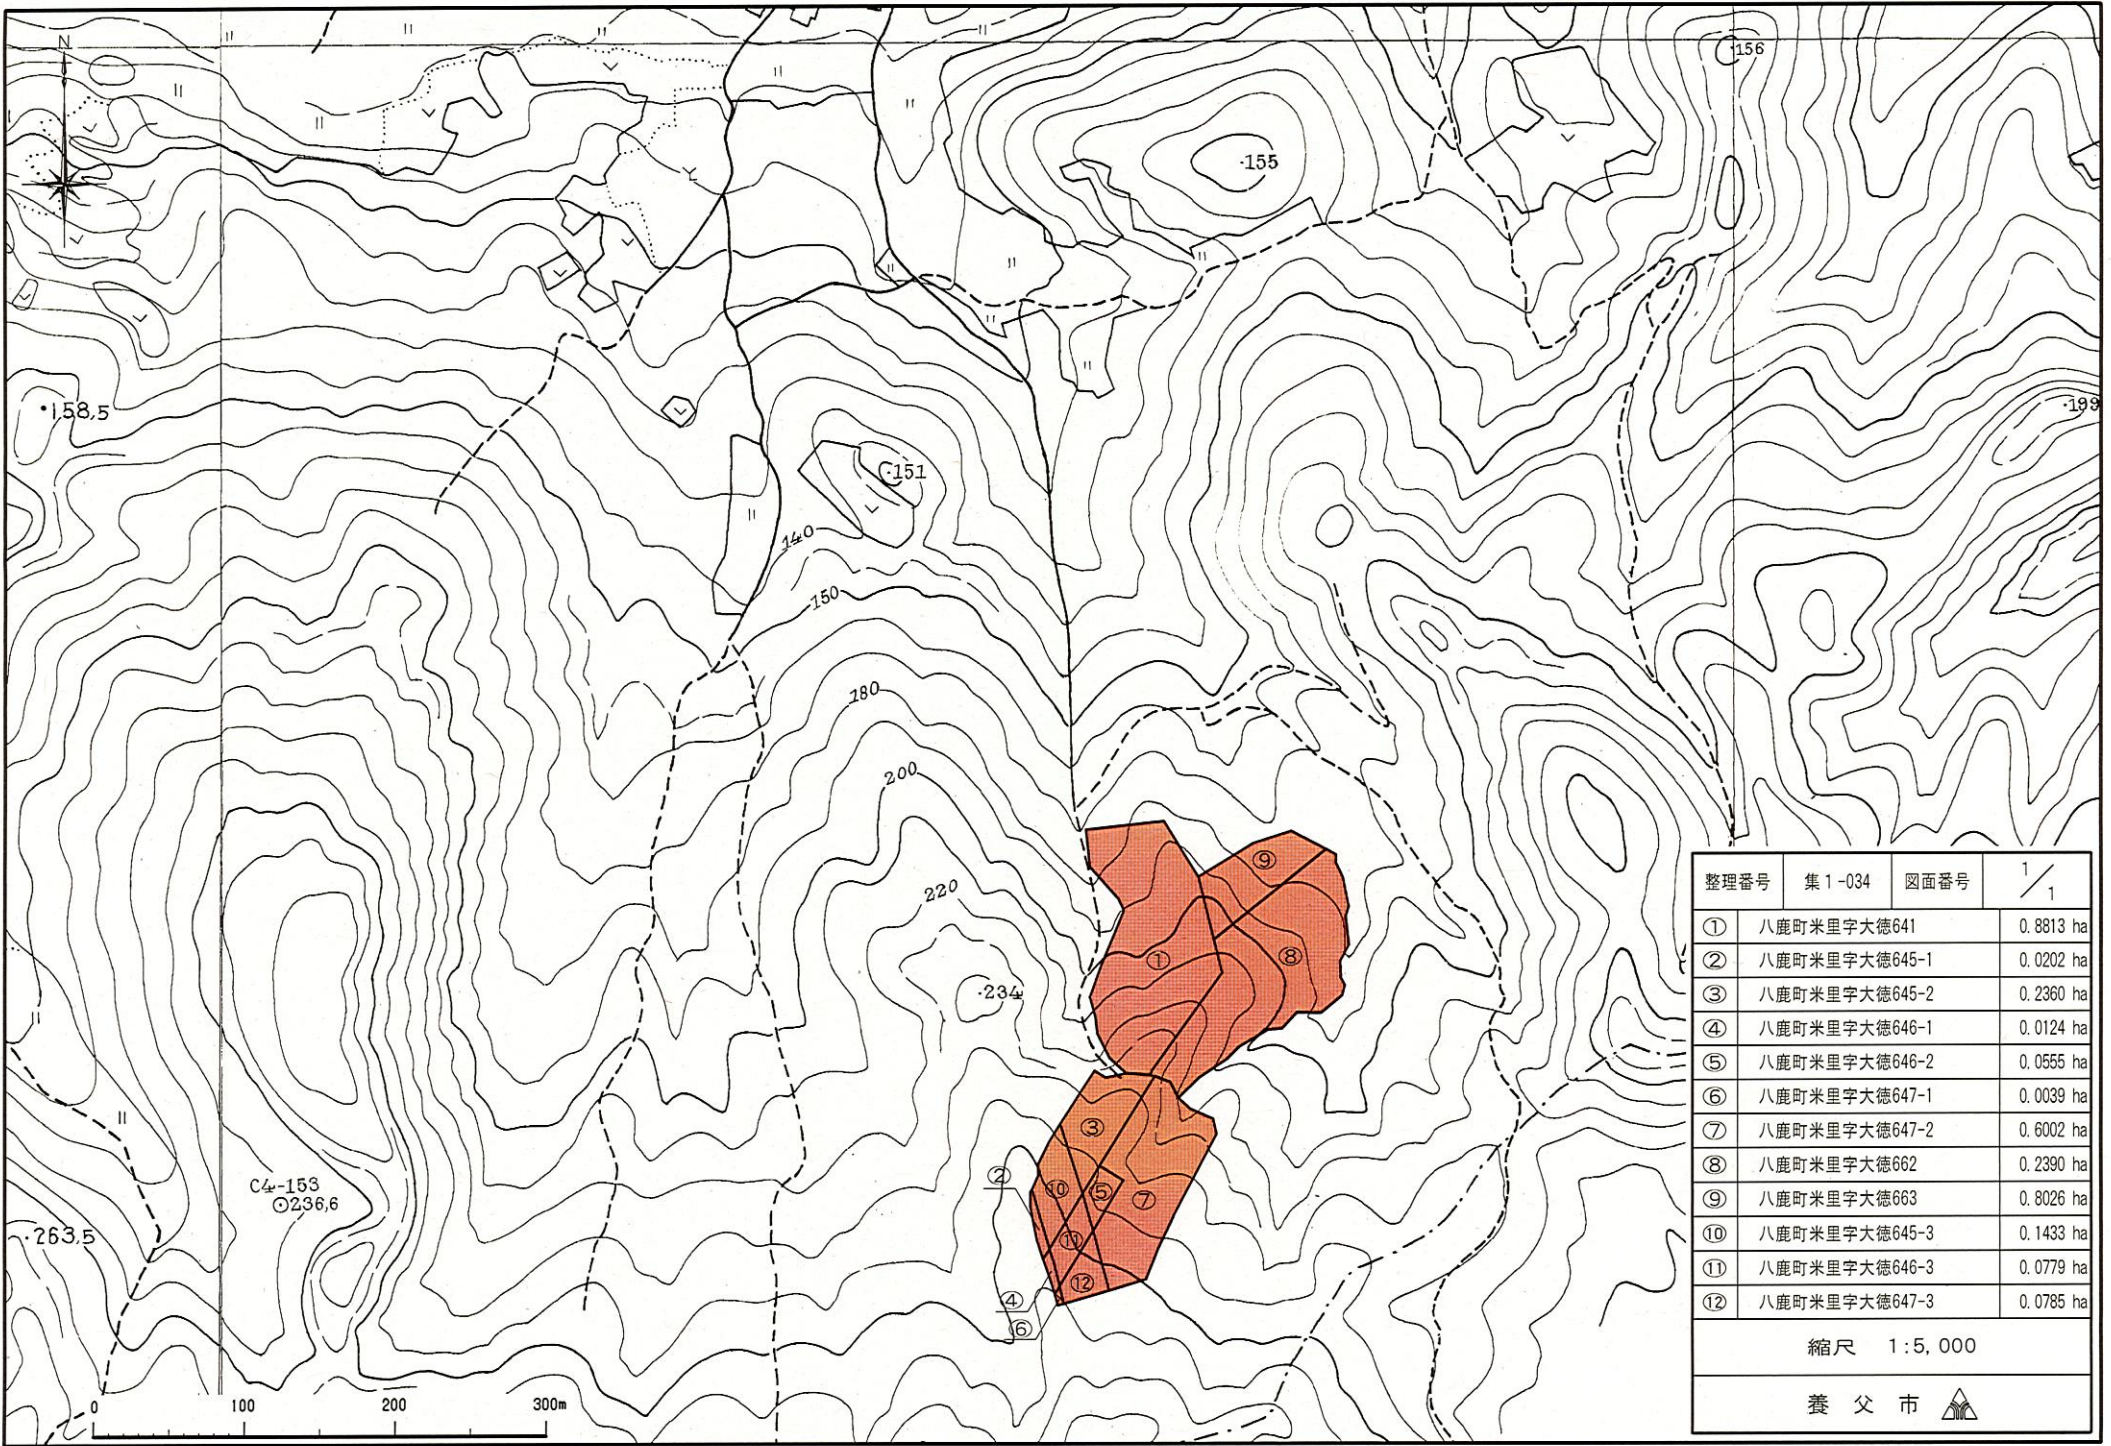 N
156
155
158.5
199
151
140
150
180
200
220
234
C4-153
236.6
263.5
①
②
③
④
⑤
⑥
⑦
⑧
⑨
⑩
⑪
⑫
0 100 200 300m
整理番号 集1-034 図面番号 1/1
① 八鹿町米里字大徳641 0.8813 ha
② 八鹿町米里字大徳645-1 0.0202 ha
③ 八鹿町米里字大徳645-2 0.2360 ha
④ 八鹿町米里字大徳646-1 0.0124 ha
⑤ 八鹿町米里字大徳646-2 0.0555 ha
⑥ 八鹿町米里字大徳647-1 0.0039 ha
⑦ 八鹿町米里字大徳647-2 0.6002 ha
⑧ 八鹿町米里字大徳662 0.2390 ha
⑨ 八鹿町米里字大徳663 0.8026 ha
⑩ 八鹿町米里字大徳645-3 0.1433 ha
⑪ 八鹿町米里字大徳646-3 0.0779 ha
⑫ 八鹿町米里字大徳647-3 0.0785 ha
縮尺 1:5,000
養父市